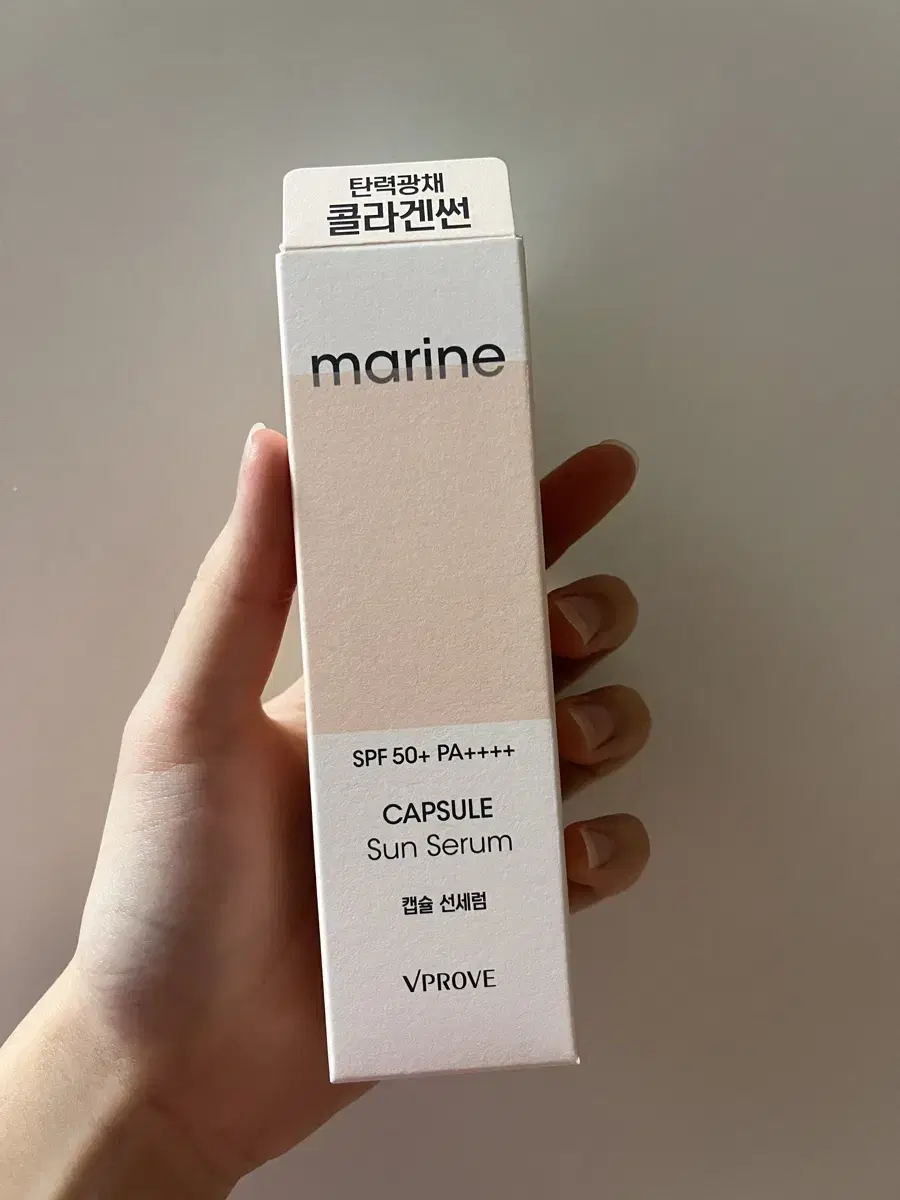 탄력광채
콜라겐썬
marine
SPF 50+ PA++++
CAPSULE
Sun Serum
캡슐 선세럼
VPROVE